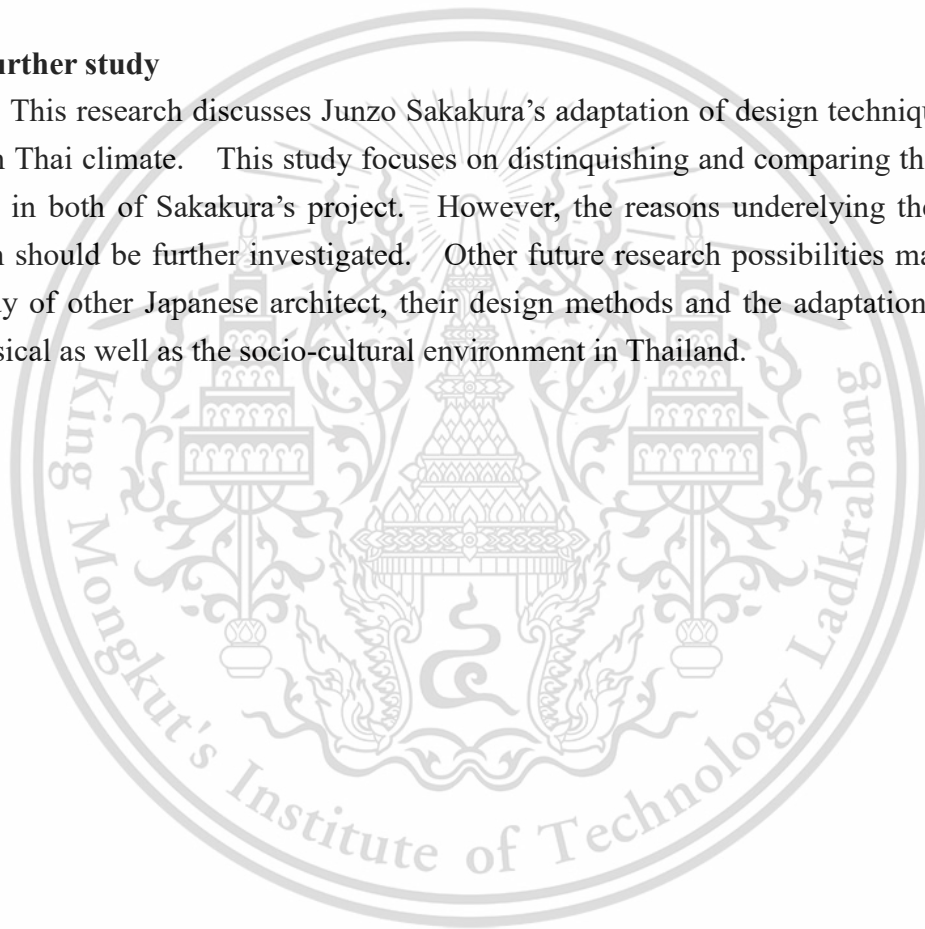 urther study
This research discusses Junzo Sakakura’s adaptation of design techniqu
n Thai climate. This study focuses on distinquishing and comparing th
in both of Sakakura’s project. However, the reasons underelying the
n should be further investigated. Other future research possibilities ma
y of other Japanese architect, their design methods and the adaptation
sical as well as the socio-cultural environment in Thailand.
King Mongkut's Institute of Technology Ladkrabang